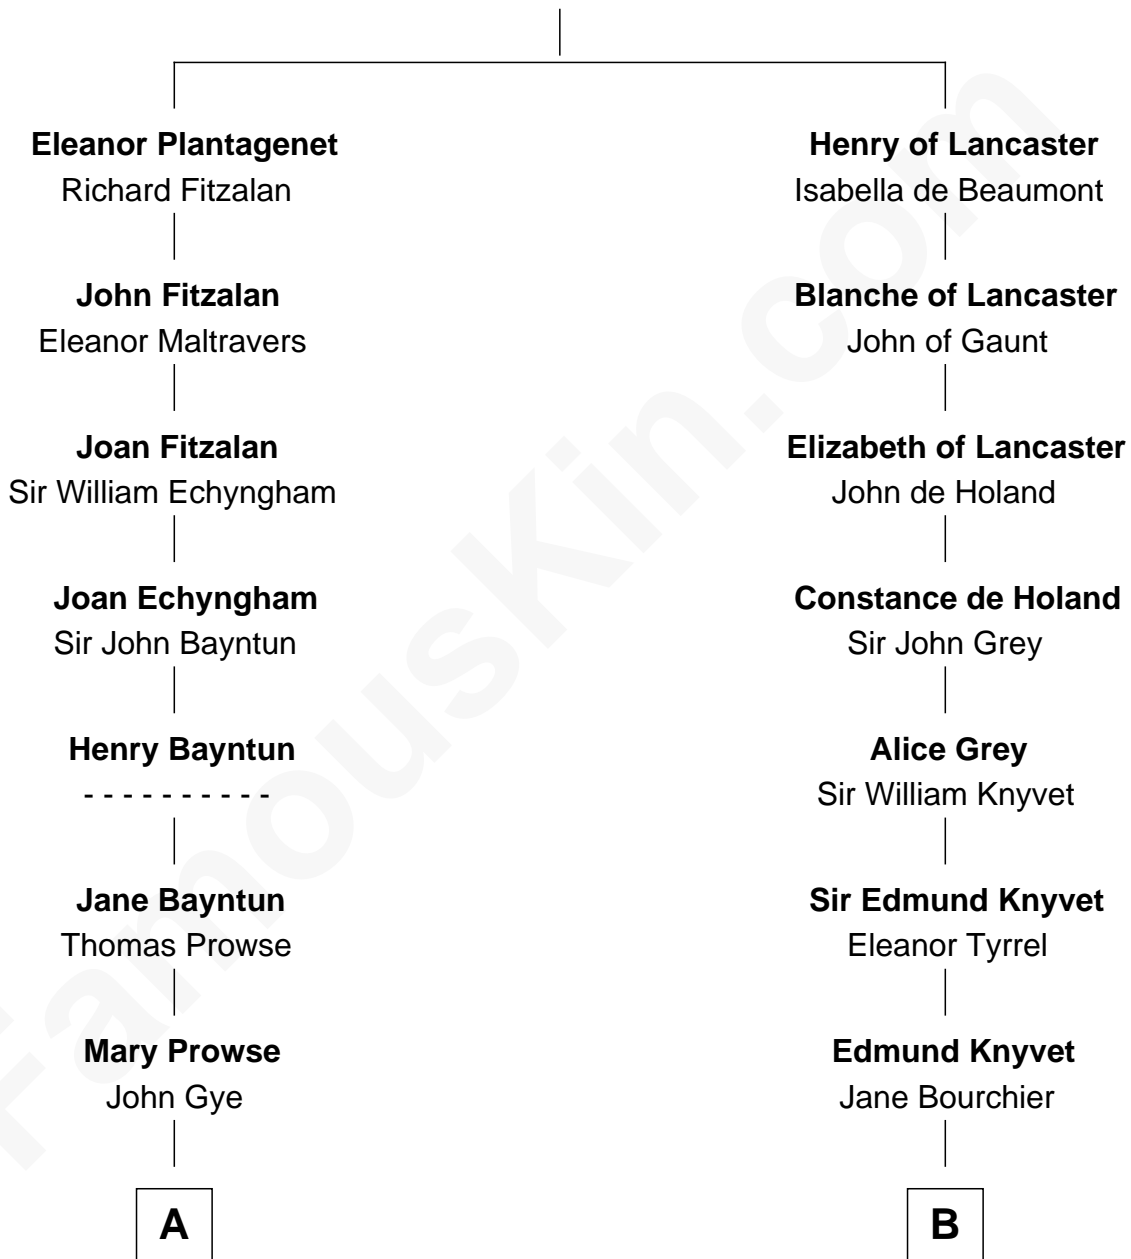 Eleanor Plantagenet
Richard Fitzalan
John Fitzalan
Eleanor Maltravers
Joan Fitzalan
Sir William Echyngham
Joan Echyngham
Sir John Bayntun
Henry Bayntun
- - - - - - - - - -
Jane Bayntun
Thomas Prowse
Mary Prowse
John Gye
A
Henry of Lancaster
Isabella de Beaumont
Blanche of Lancaster
John of Gaunt
Elizabeth of Lancaster
John de Holand
Constance de Holand
Sir John Grey
Alice Grey
Sir William Knyvet
Sir Edmund Knyvet
Eleanor Tyrrel
Edmund Knyvet
Jane Bourchier
B
FamousKin.com